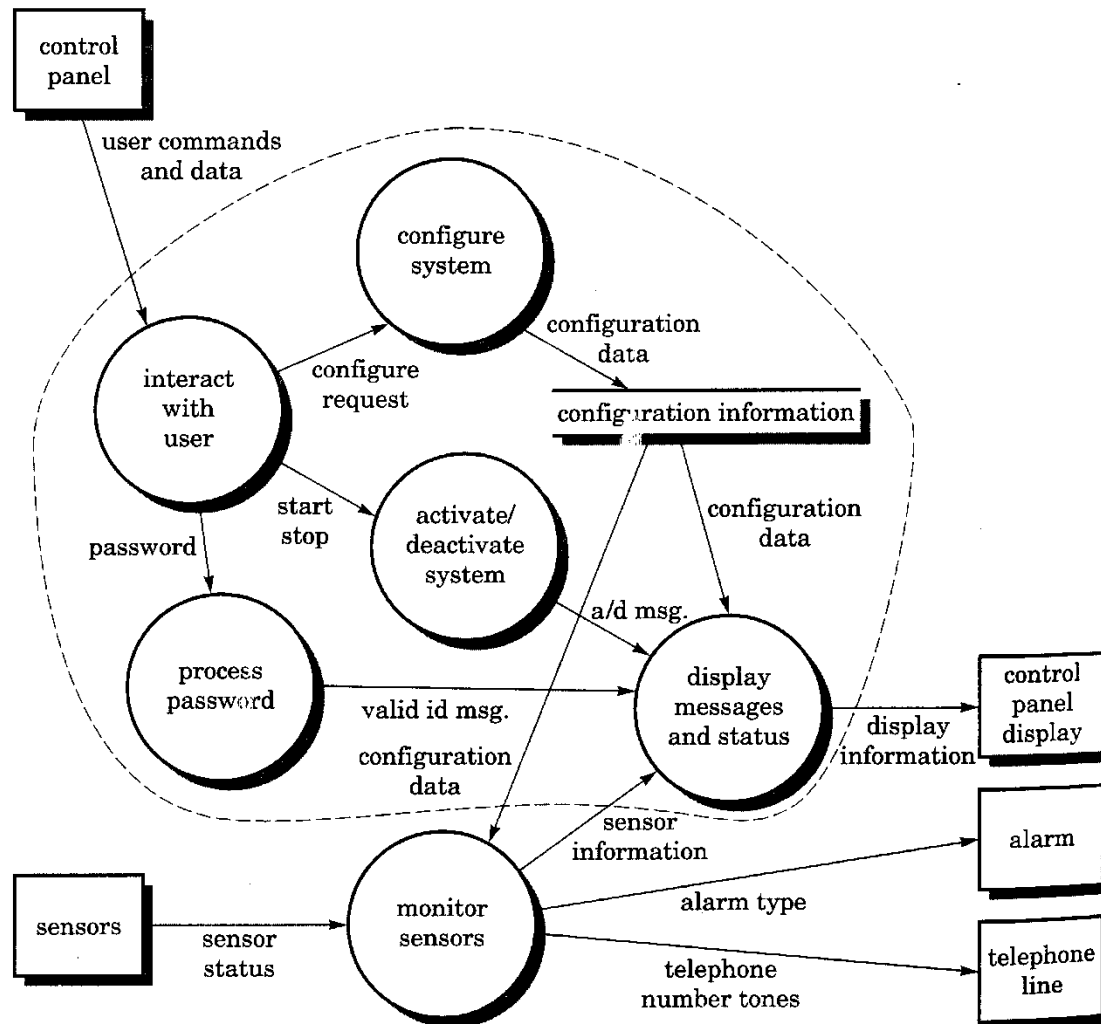 control
panel
user commands
and data
configure
system
configuration
data
interact
with
user
configure
request
configuration information
start
stop
activate/
deactivate
system
configuration
data
password
a/d msg.
process
password
valid id msg.
display
messages
and status
display
information
control
panel
display
configuration
data
sensor
information
alarm
sensors
sensor
status
monitor
sensors
alarm type
telephone
number tones
telephone
line